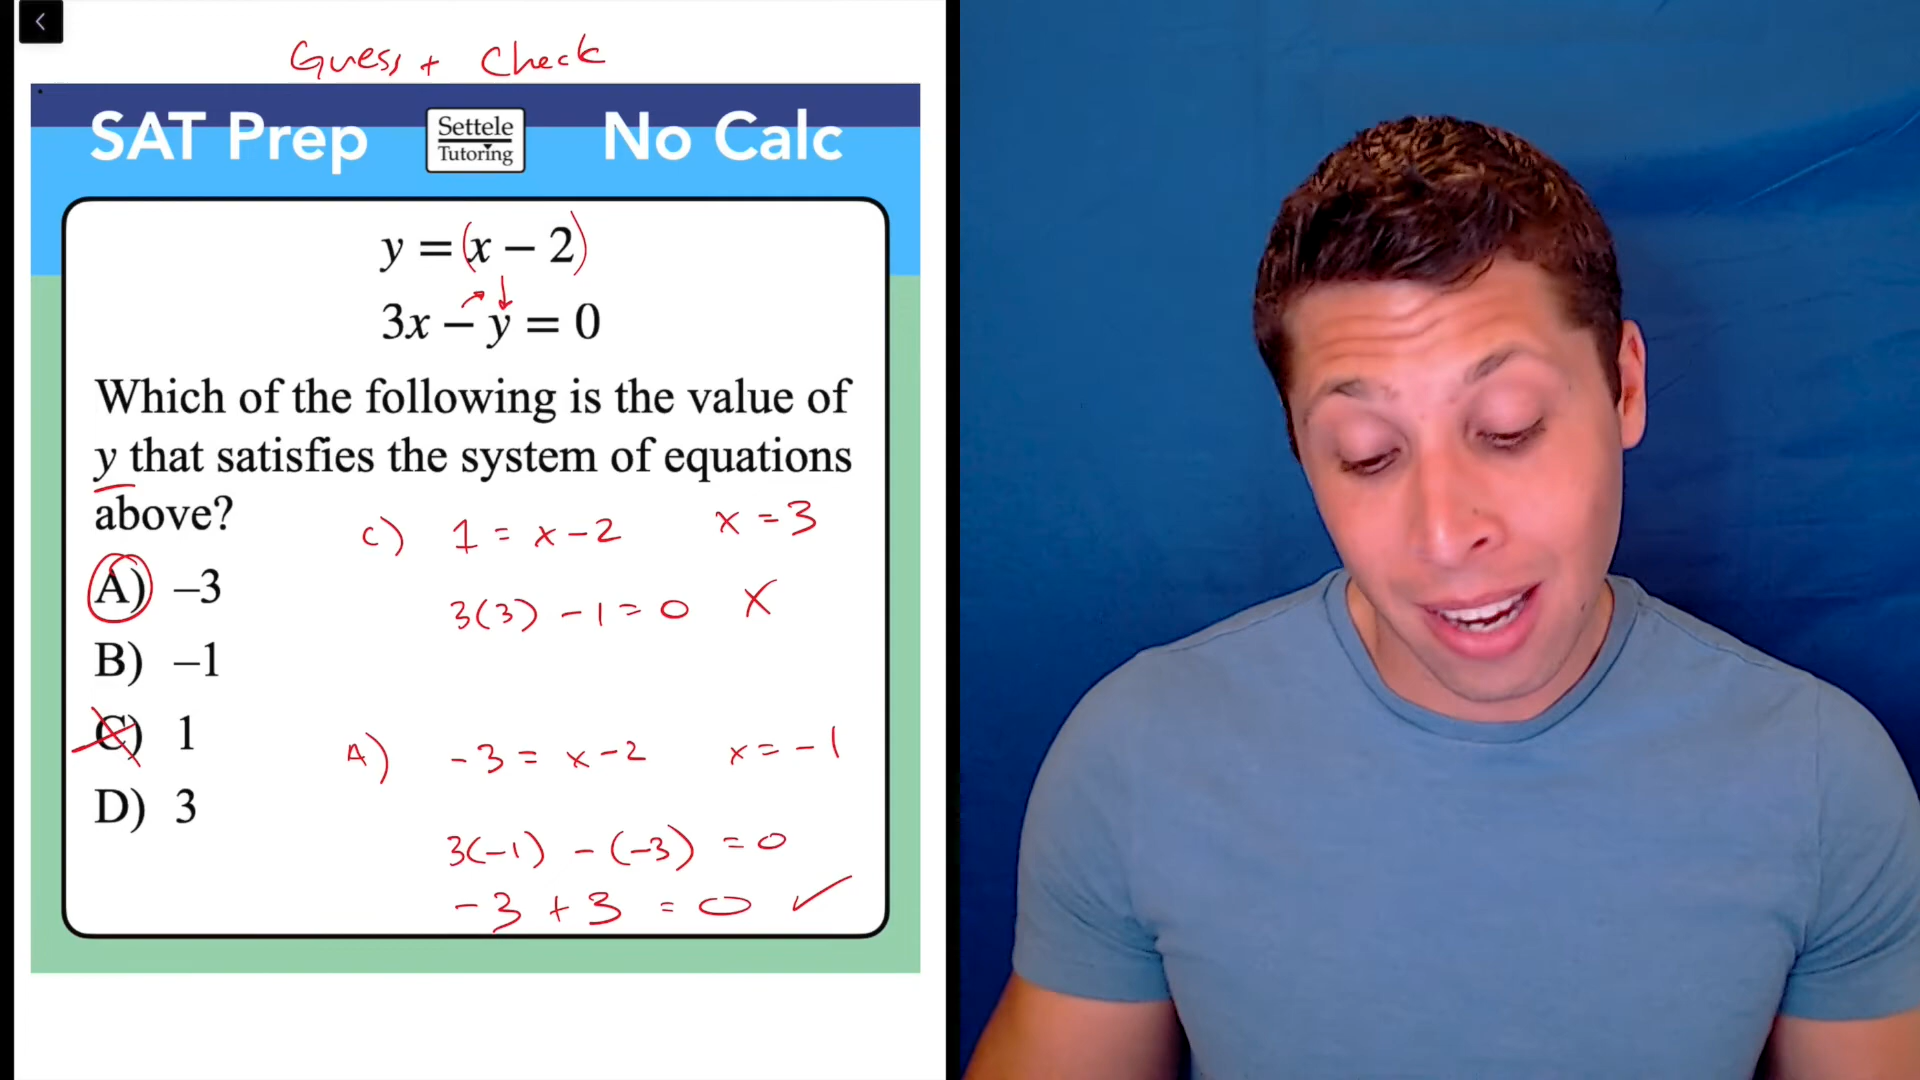 Guess + Check
SAT Prep
Settele
Tutoring
No Calc
y = (x – 2)
3x – y = 0
Which of the following is the value of
y that satisfies the system of equations
above?
C) 1 = x - 2 x = 3
3(3) - 1 = 0 X
A) –3
B) –1
C) 1
D) 3
A) -3 = x - 2 x = -1
3(-1) - (-3) = 0
-3 + 3 = 0 ✓